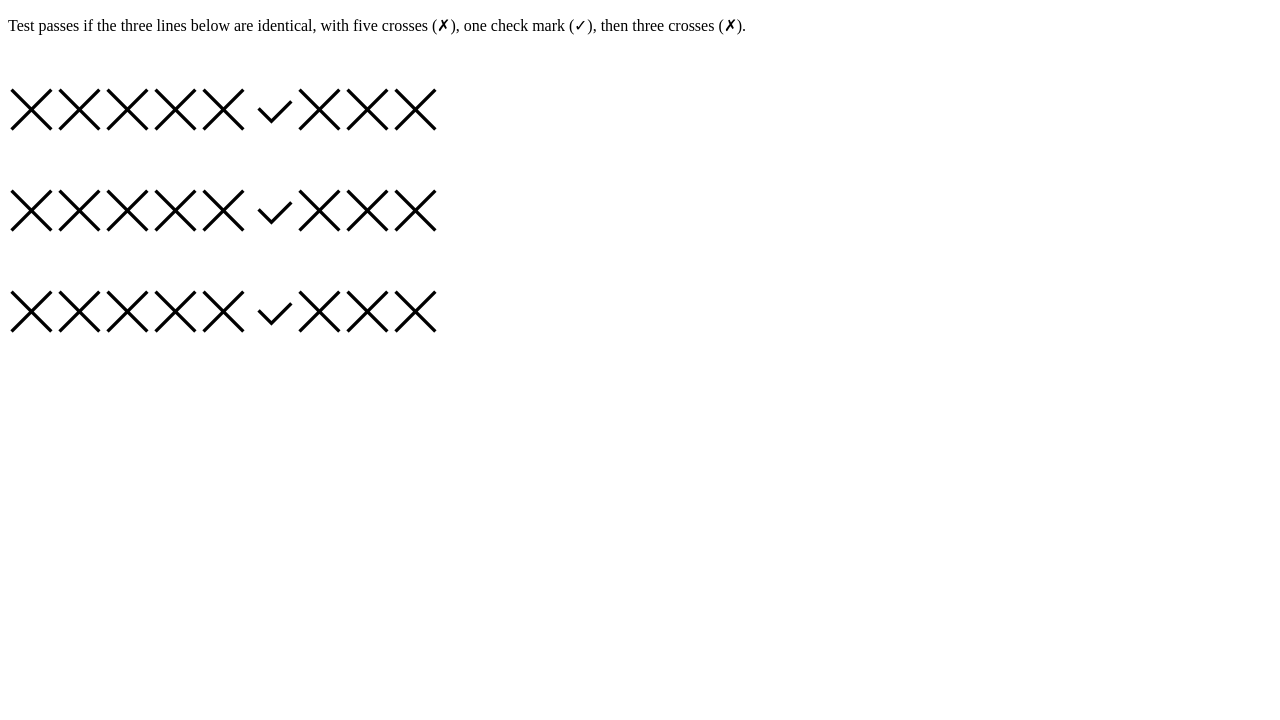 Test passes if the three lines below are identical, with five crosses (✗), one check mark (✓), then three crosses (✗).
✗✗✗✗✗✓✗✗✗
✗✗✗✗✗✓✗✗✗
✗✗✗✗✗✓✗✗✗